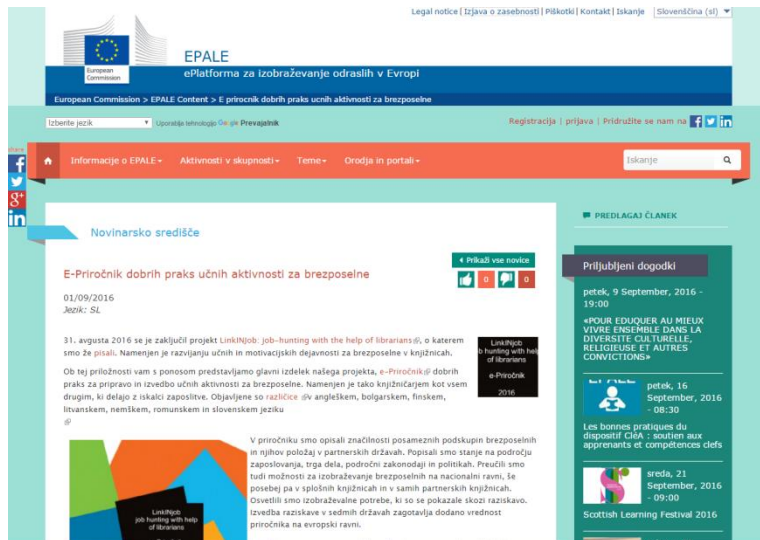 Legal notice | Izjava o zasebnosti | Piškotki | Kontakt | Iskanje Slovenščina (sl)
European
Commission
EPALE
ePlatforma za izobraževanje odraslih v Evropi
European Commission > EPALE Content > E prirocnik dobrih praks ucnih aktivnosti za brezposelne
Izberite jezik
Uporablja tehnologijo Google Prevajalnik
Registracija | prijava | Pridružite se nam na
share
Informacije o EPALE
Aktivnosti v skupnosti
Teme
Orodja in portali
Iskanje
Novinarsko središče
Prikaži vse novice
0
0
E-Priročnik dobrih praks učnih aktivnosti za brezposelne
01/09/2016
Jezik: SL
31. avgusta 2016 se je zaključil projekt LinkINjob: job-hunting with the help of librarians, o katerem
smo že pisali. Namenjen je razvijanju učnih in motivacijskih dejavnosti za brezposelne v knjižnicah.
Ob tej priložnosti vam s ponosom predstavljamo glavni izdelek našega projekta, e-Priročnik dobrih
praks za pripravo in izvedbo učnih aktivnosti za brezposelne. Namenjen je tako knjižničarjem kot vsem
drugim, ki delajo z iskalci zaposlitve. Objavljene so različice v angleškem, bolgarskem, finskem,
litvanskem, nemškem, romunskem in slovenskem jeziku
LinkINjob
b hunting with help
of librarians
e-Priročnik
2016
V priročniku smo opisali značilnosti posameznih podskupin brezposelnih
in njihov položaj v partnerskih državah. Popisali smo stanje na področju
zaposlovanja, trga dela, področni zakonodaji in politikah. Preučili smo
tudi možnosti za izobraževanje brezposelnih na nacionalni ravni, še
posebej pa v splošnih knjižnicah in v samih partnerskih knjižnicah.
Osvetlili smo izobraževalne potrebe, ki so se pokazale skozi raziskavo.
Izvedba raziskave v sedmih državah zagotavlja dodano vrednost
priročnika na evropski ravni.
LinkINjob
job hunting with help
of librarians
PREDLAGAJ ČLANEK
Priljubljeni dogodki
petek, 9 September, 2016 -
19:00
«POUR EDUQUER AU MIEUX
VIVRE ENSEMBLE DANS LA
DIVERSITE CULTURELLE,
RELIGIEUSE ET AUTRES
CONVICTIONS»
petek, 16
September, 2016
- 08:30
Les bonnes pratiques du
dispositif CléA : soutien aux
apprenants et compétences clefs
sreda, 21
September, 2016
- 09:00
Scottish Learning Festival 2016